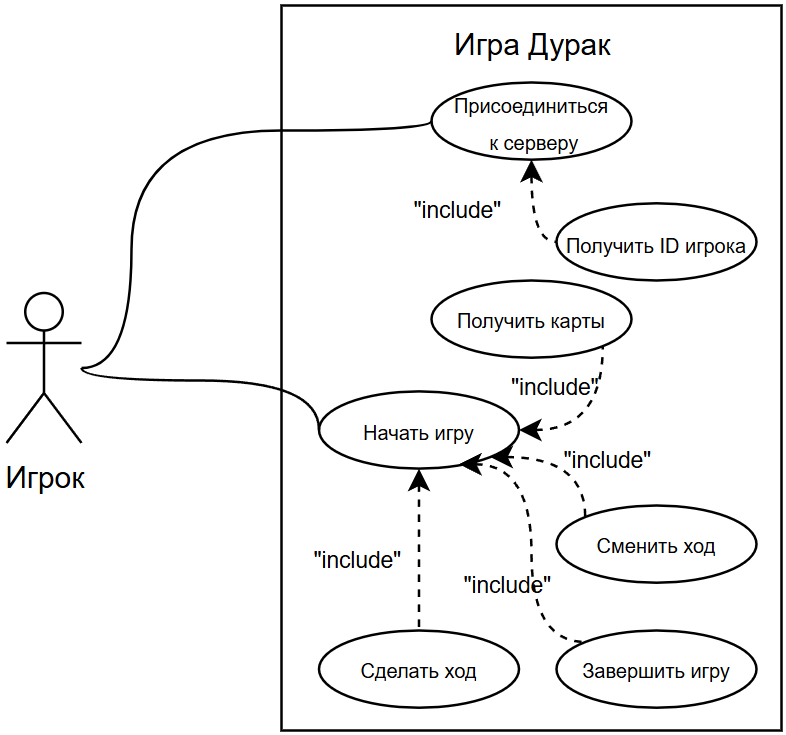 Игра Дурак
Присоединиться
к серверу
"include"
Получить ID игрока
Получить карты
"include"
Начать игру
"include"
Игрок
Сменить ход
"include"
"include"
Сделать ход
Завершить игру